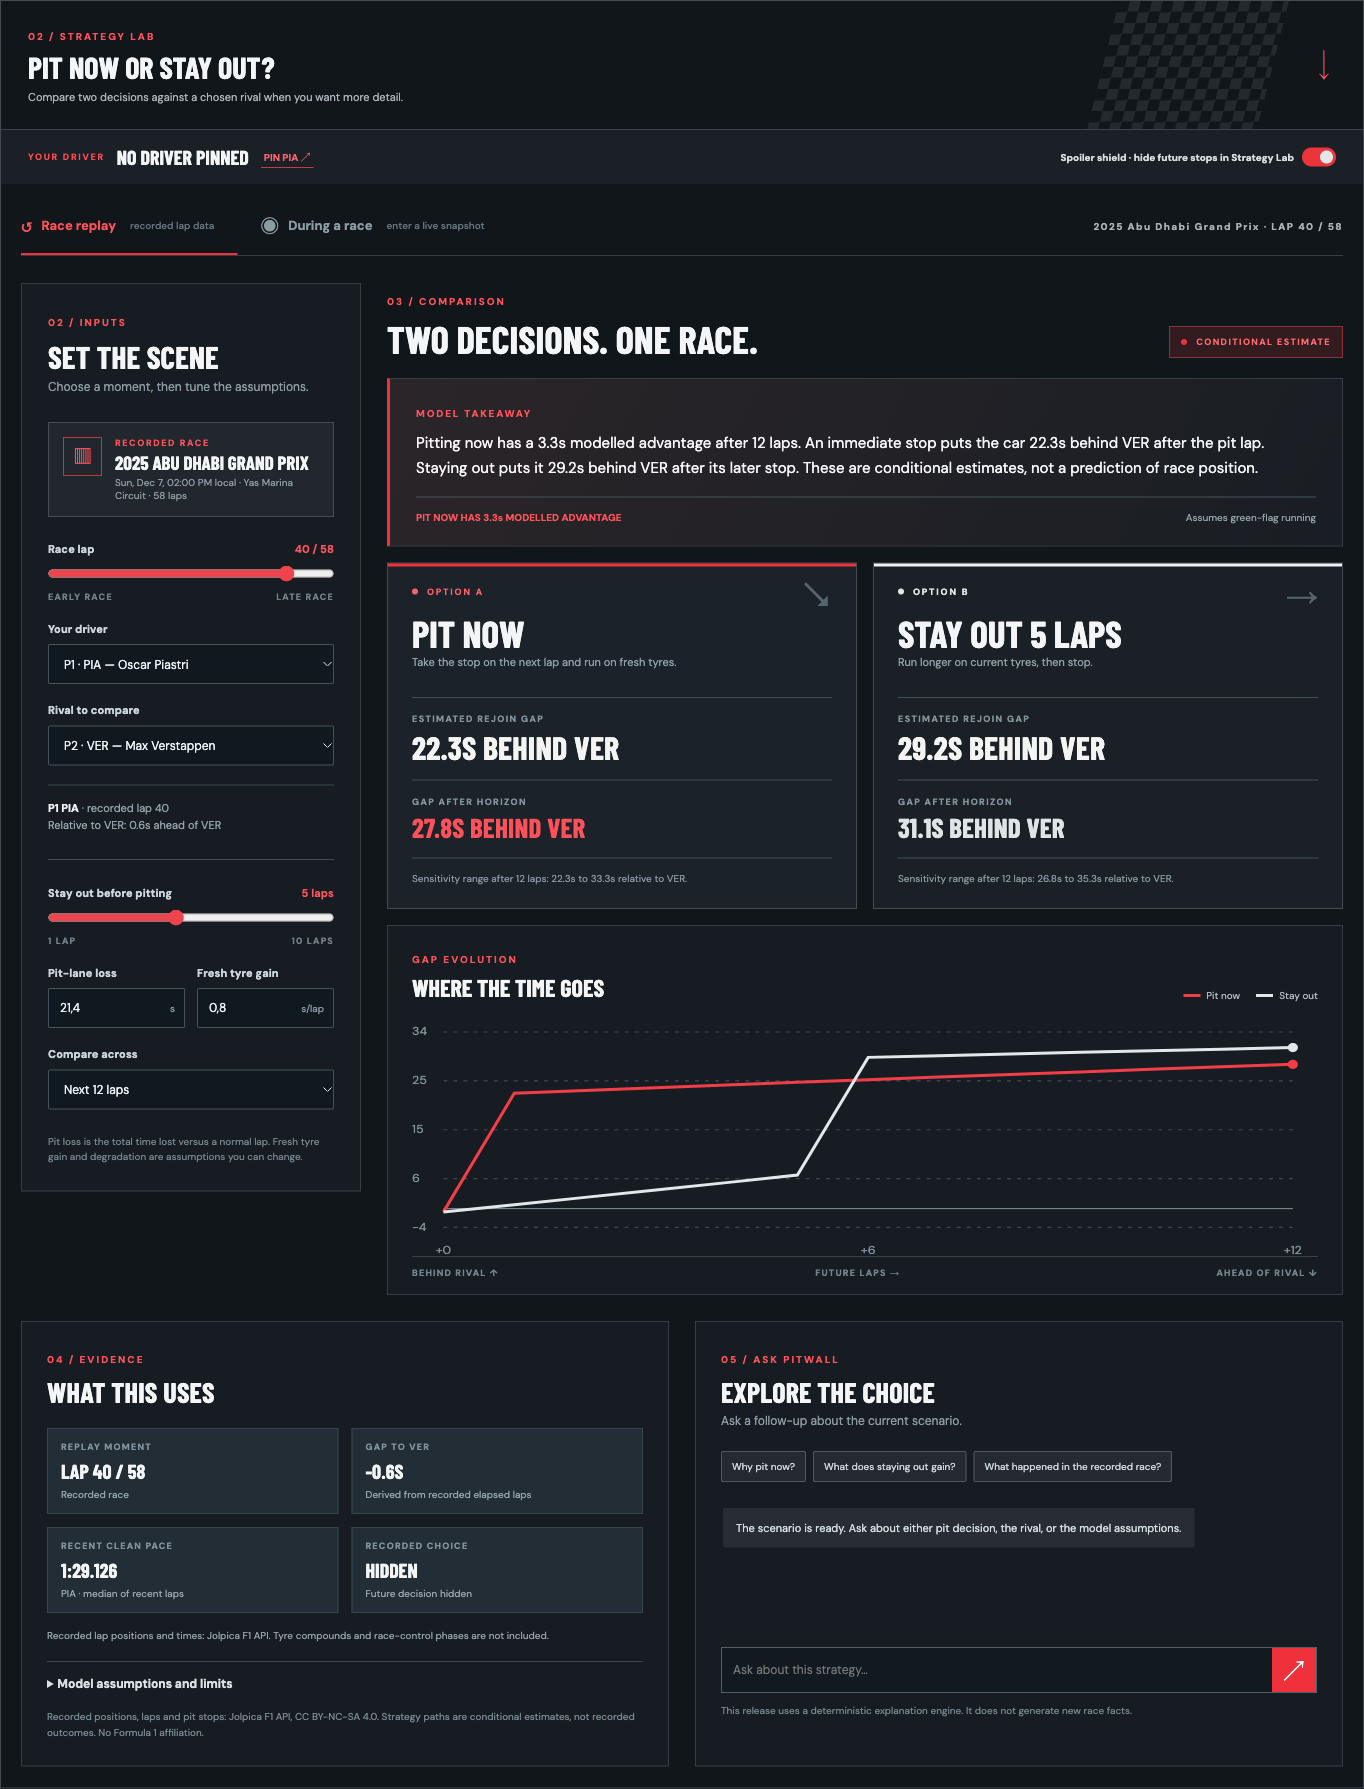 02 / STRATEGY LAB
PIT NOW OR STAY OUT?
Compare two decisions against a chosen rival when you want more detail.
YOUR DRIVER NO DRIVER PINNED PIN PIA ↗
Spoiler shield · hide future stops in Strategy Lab
↺ Race replay recorded lap data
During a race enter a live snapshot
2025 Abu Dhabi Grand Prix · LAP 40 / 58
02 / INPUTS
SET THE SCENE
Choose a moment, then tune the assumptions.
RECORDED RACE
2025 ABU DHABI GRAND PRIX
Sun, Dec 7, 02:00 PM local · Yas Marina
Circuit · 58 laps
Race lap 40 / 58
EARLY RACE LATE RACE
Your driver
P1 · PIA — Oscar Piastri
Rival to compare
P2 · VER — Max Verstappen
P1 PIA · recorded lap 40
Relative to VER: 0.6s ahead of VER
Stay out before pitting 5 laps
1 LAP 10 LAPS
Pit-lane loss Fresh tyre gain
21,4 s 0,8 s/lap
Compare across
Next 12 laps
Pit loss is the total time lost versus a normal lap. Fresh tyre
gain and degradation are assumptions you can change.
03 / COMPARISON
TWO DECISIONS. ONE RACE.
CONDITIONAL ESTIMATE
MODEL TAKEAWAY
Pitting now has a 3.3s modelled advantage after 12 laps. An immediate stop puts the car 22.3s behind VER after the pit lap.
Staying out puts it 29.2s behind VER after its later stop. These are conditional estimates, not a prediction of race position.
PIT NOW HAS 3.3s MODELLED ADVANTAGE
Assumes green-flag running
OPTION A
PIT NOW
Take the stop on the next lap and run on fresh tyres.
ESTIMATED REJOIN GAP
22.3S BEHIND VER
GAP AFTER HORIZON
27.8S BEHIND VER
Sensitivity range after 12 laps: 22.3s to 33.3s relative to VER.
OPTION B
STAY OUT 5 LAPS
Run longer on current tyres, then stop.
ESTIMATED REJOIN GAP
29.2S BEHIND VER
GAP AFTER HORIZON
31.1S BEHIND VER
Sensitivity range after 12 laps: 26.8s to 35.3s relative to VER.
GAP EVOLUTION
WHERE THE TIME GOES
Pit now Stay out
34
25
15
6
-4
+0 +6 +12
BEHIND RIVAL ↑ FUTURE LAPS → AHEAD OF RIVAL ↓
04 / EVIDENCE
WHAT THIS USES
REPLAY MOMENT
LAP 40 / 58
Recorded race
GAP TO VER
-0.6S
Derived from recorded elapsed laps
RECENT CLEAN PACE
1:29.126
PIA · median of recent laps
RECORDED CHOICE
HIDDEN
Future decision hidden
Recorded lap positions and times: Jolpica F1 API. Tyre compounds and race-control phases are not included.
▶ Model assumptions and limits
Recorded positions, laps and pit stops: Jolpica F1 API, CC BY-NC-SA 4.0. Strategy paths are conditional estimates, not recorded
outcomes. No Formula 1 affiliation.
05 / ASK PITWALL
EXPLORE THE CHOICE
Ask a follow-up about the current scenario.
Why pit now? What does staying out gain? What happened in the recorded race?
The scenario is ready. Ask about either pit decision, the rival, or the model assumptions.
Ask about this strategy...
This release uses a deterministic explanation engine. It does not generate new race facts.